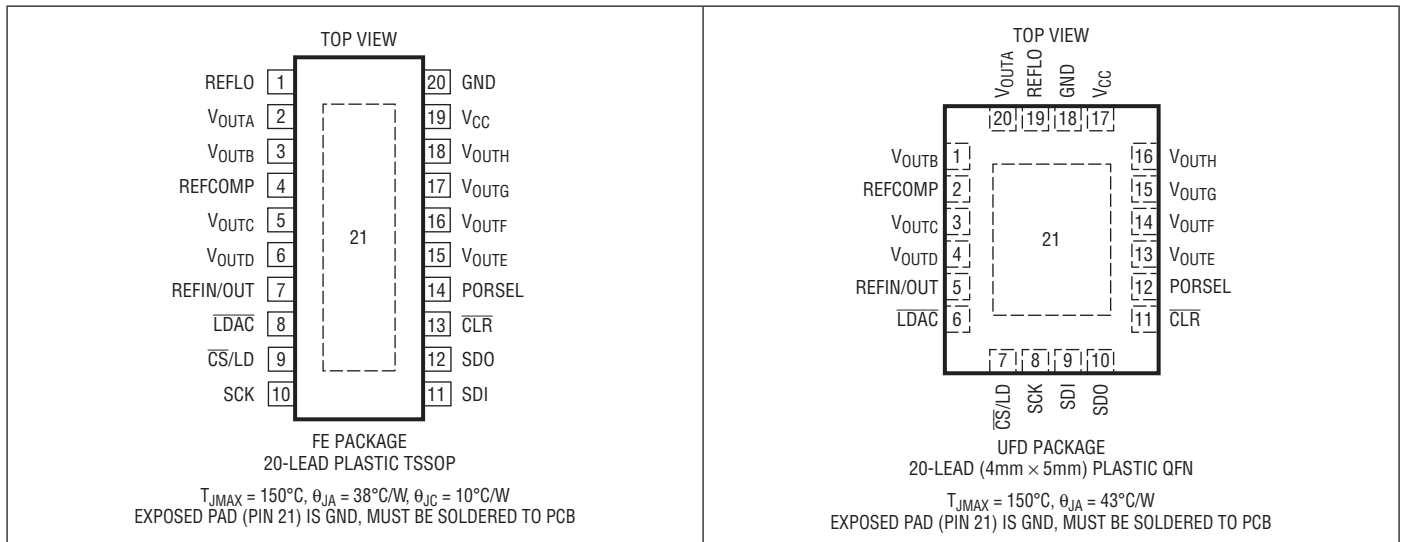 TOP VIEW
REFLO 1
VOUTA 2
VOUTB 3
REFCOMP 4
VOUTC 5
VOUTD 6
REFIN/OUT 7
LDAC 8
CS/LD 9
SCK 10
20 GND
19 VCC
18 VOUTH
17 VOUTG
16 VOUTF
15 VOUTE
14 PORSEL
13 CLR
12 SDO
11 SDI
21
FE PACKAGE
20-LEAD PLASTIC TSSOP
TJMAX = 150°C, θJA = 38°C/W, θJC = 10°C/W
EXPOSED PAD (PIN 21) IS GND, MUST BE SOLDERED TO PCB
TOP VIEW
VOUTA REFLO GND VCC
20 19 18 17
VOUTB 1
REFCOMP 2
VOUTC 3
VOUTD 4
REFIN/OUT 5
LDAC 6
16 VOUTH
15 VOUTG
14 VOUTF
13 VOUTE
12 PORSEL
11 CLR
21
7 8 9 10
CS/LD SCK SDI SDO
UFD PACKAGE
20-LEAD (4mm × 5mm) PLASTIC QFN
TJMAX = 150°C, θJA = 43°C/W
EXPOSED PAD (PIN 21) IS GND, MUST BE SOLDERED TO PCB